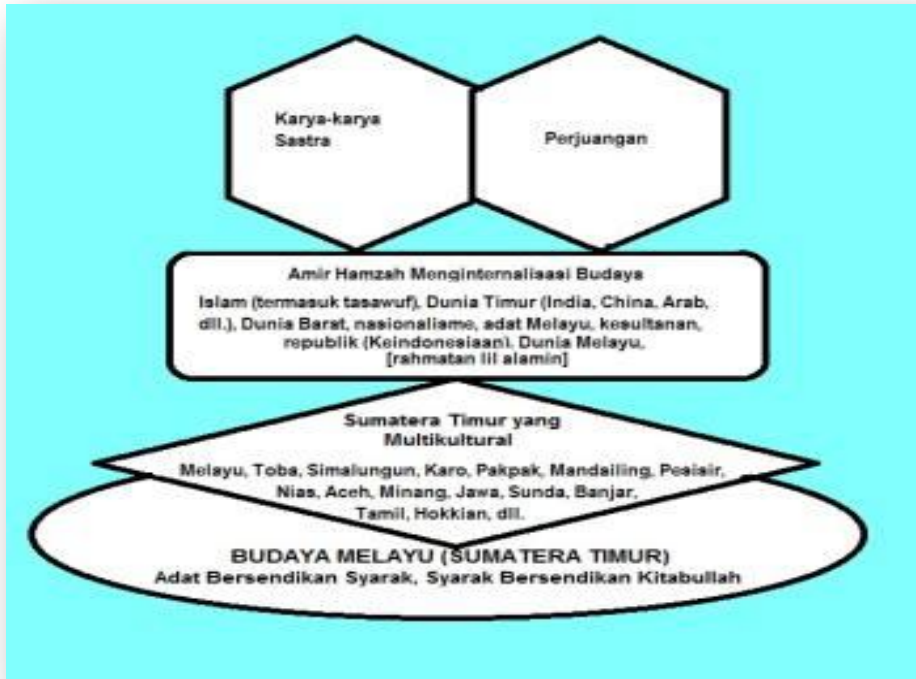 Karya-karya
Sastra
Perjuangan
Amir Hamzah Menginternalisasi Budaya
Islam (termasuk tasawuf), Dunia Timur (India, China, Arab,
dll.), Dunia Barat, nasionalisme, adat Melayu, kesultanan,
republik (Keindonesiaan), Dunia Melayu,
[rahmatan lil alamin]
Sumatera Timur yang
Multikultural
Melayu, Toba, Simalungun, Karo, Pakpak, Mandailing, Pesisir,
Nias, Aceh, Minang, Jawa, Sunda, Banjar,
Tamil, Hokkian, dll.
BUDAYA MELAYU (SUMATERA TIMUR)
Adat Bersendikan Syarak, Syarak Bersendikan Kitabullah